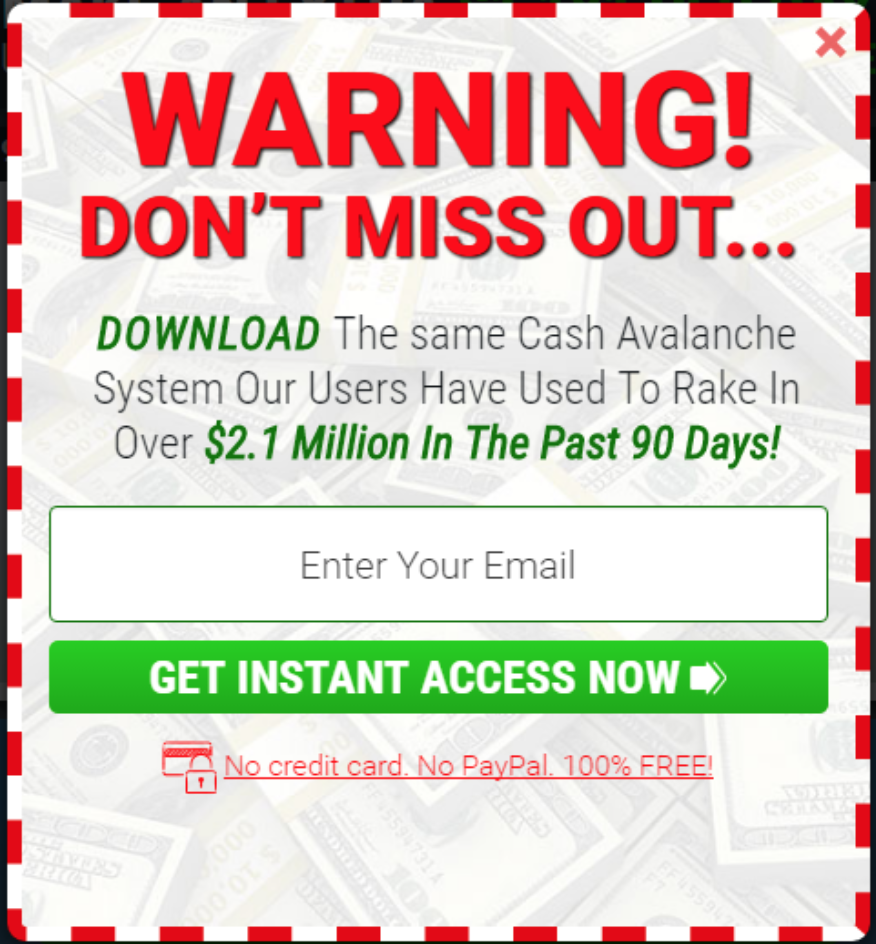 WARNING!
DON'T MISS OUT...
DOWNLOAD The same Cash Avalanche
System Our Users Have Used To Rake In
Over $2.1 Million In The Past 90 Days!
Enter Your Email
GET INSTANT ACCESS NOW
No credit card. No PayPal. 100% FREE!